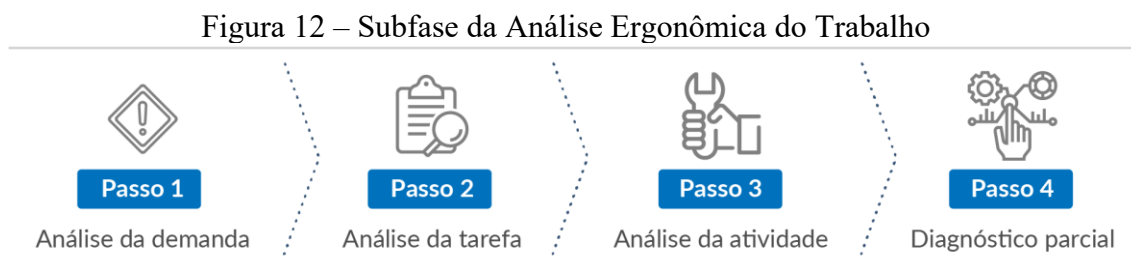 Figura 12 – Subfase da Análise Ergonômica do Trabalho
Passo 1
Passo 2
Passo 3
Passo 4
Análise da demanda
Análise da tarefa
Análise da atividade
Diagnóstico parcial